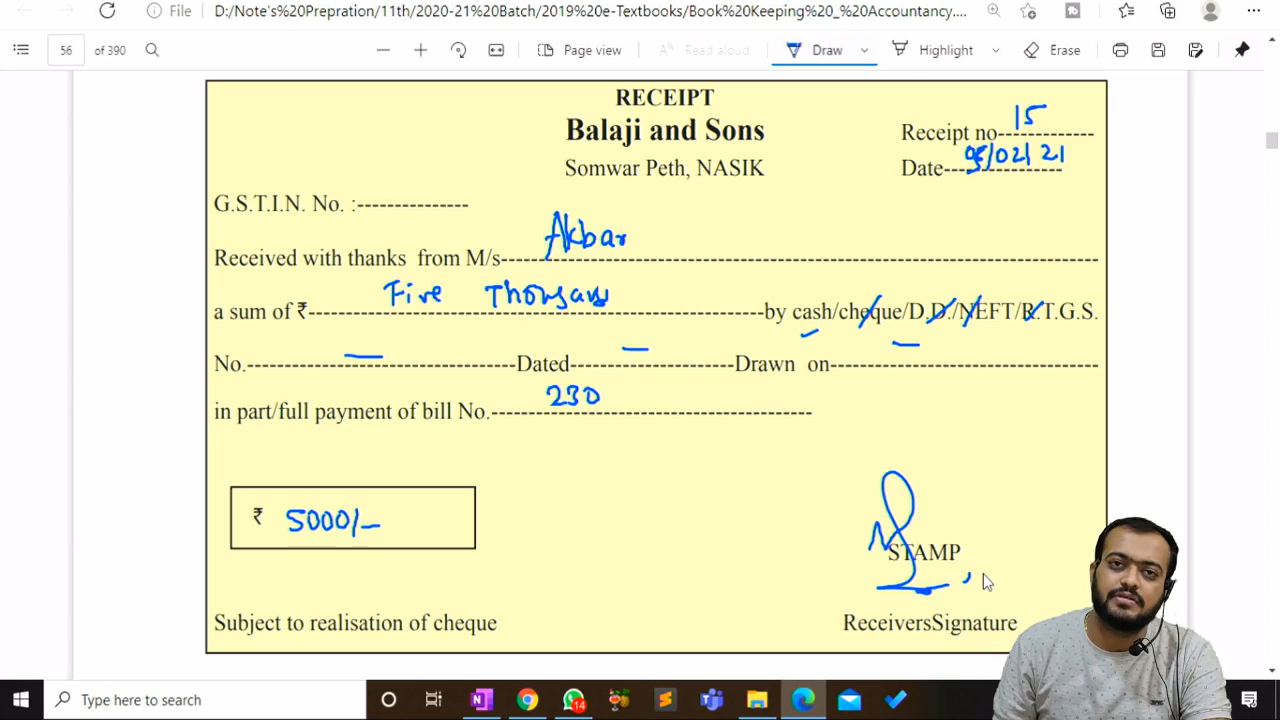 File D:/Note's%20Prepration/11th/2020-21%20Batch/2019%20e-Textbooks/Book%20Keeping%20_%20Accountancy....
56 of 390 Page view Read aloud Draw Highlight Erase
RECEIPT
Balaji and Sons
Receipt no 15
Somwar Peth, NASIK
Date /02/21
G.S.T.I.N. No. :---------------
Received with thanks from M/s Akbar
a sum of ₹ Five by cash/cheque/D.D./NEFT/R.T.G.S.
No. — Dated — Drawn on —
in part/full payment of bill No. 230
₹ 5000/-
STAMP
Subject to realisation of cheque
ReceiversSignature
Type here to search
14